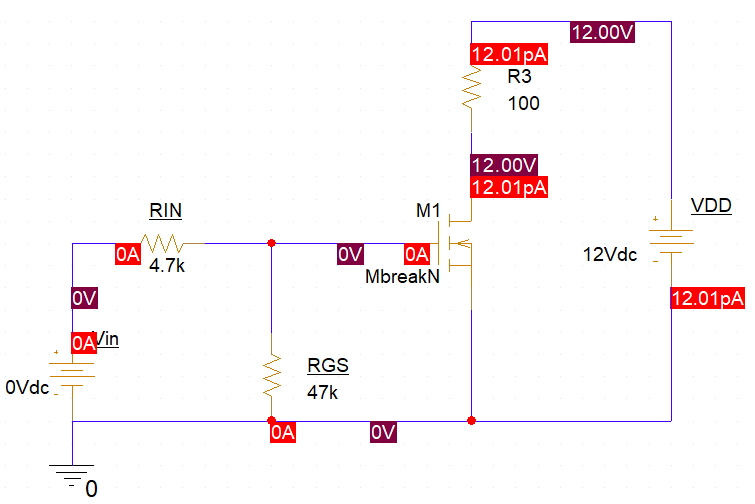 12.00V
12.01pA
R3
100
12.00V
12.01pA
RIN
M1
VDD
0A
4.7k
0V
0A
12Vdc
MbreakN
0V
12.01pA
0A
Vin
RGS
0Vdc
47k
0A
0V
0